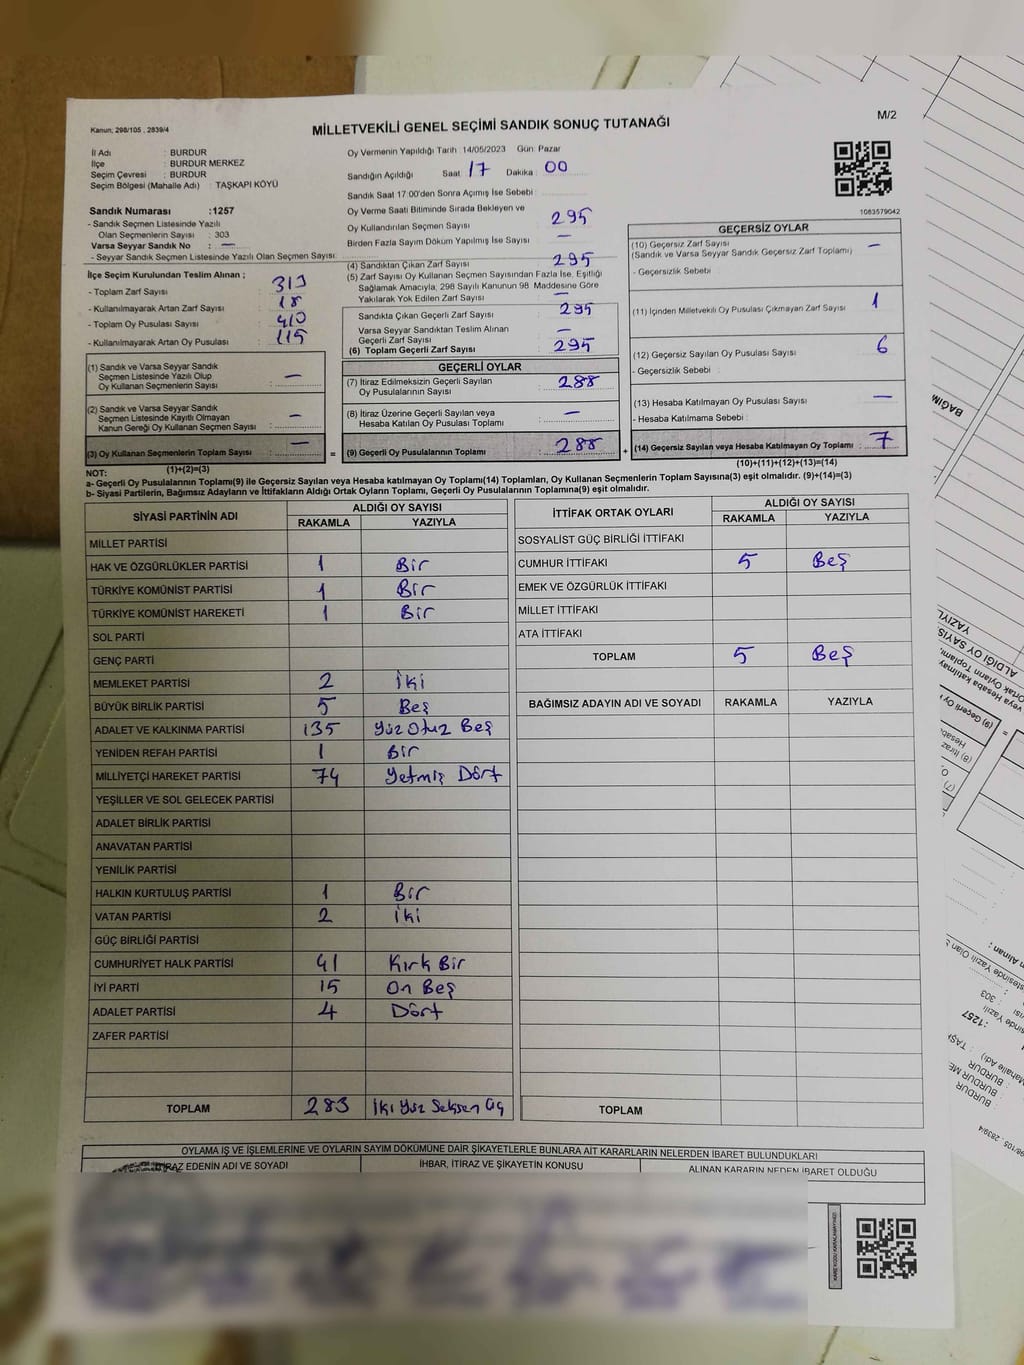 Kanun; 298/105 , 2839/4
MİLLETVEKİLİ GENEL SEÇİMİ SANDIK SONUÇ TUTANAĞI
M/2
İl Adı : BURDUR
İlçe : BURDUR MERKEZ
Seçim Çevresi : BURDUR
Seçim Bölgesi (Mahalle Adı) : TAŞKAPI KÖYÜ
Sandık Numarası :1257
- Sandık Seçmen Listesinde Yazılı
Olan Seçmenlerin Sayısı : 303
Varsa Seyyar Sandık No : —
- Seyyar Sandık Seçmen Listesinde Yazılı Olan Seçmen Sayısı:
İlçe Seçim Kurulundan Teslim Alınan ;
- Toplam Zarf Sayısı : 313
- Kullanılmayarak Artan Zarf Sayısı : 18
- Toplam Oy Pusulası Sayısı : 410
- Kullanılmayarak Artan Oy Pusulası : 115
(1) Sandık ve Varsa Seyyar Sandık
Seçmen Listesinde Yazılı Olup
Oy Kullanan Seçmenlerin Sayısı : —
(2) Sandık ve Varsa Seyyar Sandık
Seçmen Listesinde Kayıtlı Olmayan
Kanun Gereği Oy Kullanan Seçmen Sayısı : —
(3) Oy Kullanan Seçmenlerin Toplam Sayısı : —
Oy Vermenin Yapıldığı Tarih : 14/05/2023 Gün: Pazar
Sandığın Açıldığı Saat 17 Dakika 00
Sandık Saat 17:00'den Sonra Açımış İse Sebebi :
Oy Verme Saati Bitiminde Sırada Bekleyen ve
Oy Kullandırılan Seçmen Sayısı : 295
Birden Fazla Sayım Döküm Yapılmış İse Sayısı : —
(4) Sandıktan Çıkan Zarf Sayısı : 295
(5) Zarf Sayısı Oy Kullanan Seçmen Sayısından Fazla İse, Eşitliği
Sağlamak Amacıyla, 298 Sayılı Kanunun 98. Maddesine Göre
Yakılarak Yok Edilen Zarf Sayısı : —
Sandıkta Çıkan Geçerli Zarf Sayısı : 295
Varsa Seyyar Sandıktan Teslim Alınan
Geçerli Zarf Sayısı : —
(6) Toplam Geçerli Zarf Sayısı : 295
GEÇERLİ OYLAR
(7) İtiraz Edilmeksizin Geçerli Sayılan
Oy Pusulalarının Sayısı : 288
(8) İtiraz Üzerine Geçerli Sayılan veya
Hesaba Katılan Oy Pusulası Toplamı : —
= (9) Geçerli Oy Pusulalarının Toplamı : 288 +
1083579042
GEÇERSİZ OYLAR
(10) Geçersiz Zarf Sayısı : —
(Sandık ve Varsa Seyyar Sandık Geçersiz Zarf Toplamı)
- Geçersizlik Sebebi :
(11) İçinden Milletvekili Oy Pusulası Çıkmayan Zarf Sayısı : 1
(12) Geçersiz Sayılan Oy Pusulası Sayısı : 6
- Geçersizlik Sebebi :
(13) Hesaba Katılmayan Oy Pusulası Sayısı : —
- Hesaba Katılmama Sebebi :
(14) Geçersiz Sayılan veya Hesaba Katılmayan Oy Toplamı : 7
NOT: (1)+(2)=(3)
(10)+(11)+(12)+(13)=(14)
a- Geçerli Oy Pusulalarının Toplamı(9) ile Geçersiz Sayılan veya Hesaba katılmayan Oy Toplamı(14) Toplamları, Oy Kullanan Seçmenlerin Toplam Sayısına(3) eşit olmalıdır. (9)+(14)=(3)
b- Siyasi Partilerin, Bağımsız Adayların ve İttifakların Aldığı Ortak Oyların Toplamı, Geçerli Oy Pusulalarının Toplamına(9) eşit olmalıdır.
SİYASİ PARTİNİN ADI ALDIĞI OY SAYISI
RAKAMLA YAZIYLA
MİLLET PARTİSİ
HAK VE ÖZGÜRLÜKLER PARTİSİ 1 Bir
TÜRKİYE KOMÜNİST PARTİSİ 1 Bir
TÜRKİYE KOMÜNİST HAREKETİ 1 Bir
SOL PARTİ
GENÇ PARTİ
MEMLEKET PARTİSİ 2 İki
BÜYÜK BİRLİK PARTİSİ 5 Beş
ADALET VE KALKINMA PARTİSİ 135 Yüz Otuz Beş
YENİDEN REFAH PARTİSİ 1 Bir
MİLLİYETÇİ HAREKET PARTİSİ 74 Yetmiş Dört
YEŞİLLER VE SOL GELECEK PARTİSİ
ADALET BİRLİK PARTİSİ
ANAVATAN PARTİSİ
YENİLİK PARTİSİ
HALKIN KURTULUŞ PARTİSİ 1 Bir
VATAN PARTİSİ 2 İki
GÜÇ BİRLİĞİ PARTİSİ
CUMHURİYET HALK PARTİSİ 41 Kırk Bir
İYİ PARTİ 15 On Beş
ADALET PARTİSİ 4 Dört
ZAFER PARTİSİ
TOPLAM 283 İki Yüz Seksen Üç
İTTİFAK ORTAK OYLARI ALDIĞI OY SAYISI
RAKAMLA YAZIYLA
SOSYALİST GÜÇ BİRLİĞİ İTTİFAKI
CUMHUR İTTİFAKI 5 Beş
EMEK VE ÖZGÜRLÜK İTTİFAKI
MİLLET İTTİFAKI
ATA İTTİFAKI
TOPLAM 5 Beş
BAĞIMSIZ ADAYIN ADI VE SOYADI RAKAMLA YAZIYLA
TOPLAM
OYLAMA İŞ VE İŞLEMLERİNE VE OYLARIN SAYIM DÖKÜMÜNE DAİR ŞİKAYETLERLE BUNLARA AİT KARARLARIN NELERDEN İBARET BULUNDUKLARI
İTİRAZ EDENİN ADI VE SOYADI İHBAR, İTİRAZ VE ŞİKAYETİN KONUSU ALINAN KARARIN NEDEN İBARET OLDUĞU